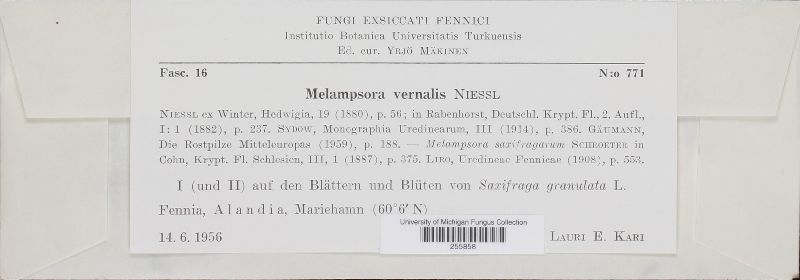 FUNGI EXSICCATI FENNICI
Institutio Botanica Universitatis Turkuensis
Ed. cur. YRJÖ MÄKINEN
Fasc. 16 N:o 771
Melampsora vernalis NIESSL
NIESSL ex Winter, Hedwigia, 19 (1880), p. 56; in Rabenhorst, Deutschl. Krypt. Fl., 2. Aufl.,
I: 1 (1882), p. 237. SYDOW, Monographia Uredinearum, III (1914), p. 386. GÄUMANN,
Die Rostpilze Mitteleuropas (1959), p. 188. — Melampsora saxifragarum SCHROETER in
Cohn, Krypt. Fl. Schlesien, III, 1 (1887), p. 375. LIRO, Uredineae Fennicae (1908), p. 553.
I (und II) auf den Blättern und Blüten von Saxifraga granulata L.
Fennia, Alandia, Mariehamn (60°6′ N)
University of Michigan Fungus Collection
255858
14. 6. 1956 LAURI E. KARI